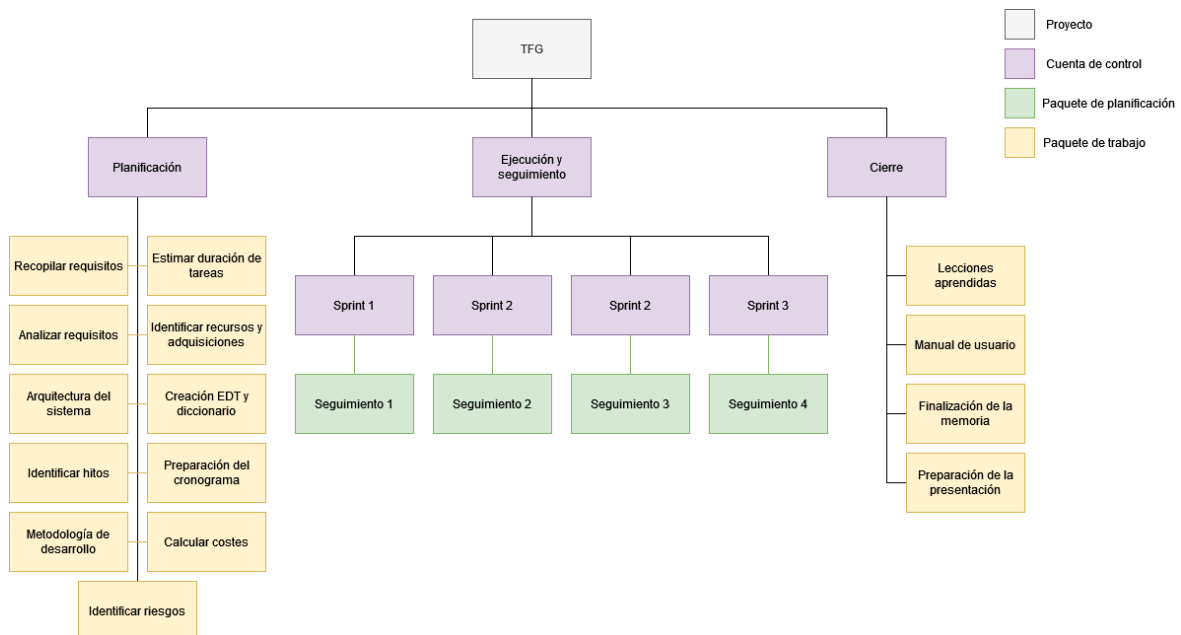 TFG
Proyecto
Cuenta de control
Paquete de planificación
Paquete de trabajo
Planificación
Ejecución y
seguimiento
Cierre
Recopilar requisitos
Estimar duración de
tareas
Analizar requisitos
Identificar recursos y
adquisiciones
Arquitectura del
sistema
Creación EDT y
diccionario
Identificar hitos
Preparación del
cronograma
Metodología de
desarrollo
Calcular costes
Identificar riesgos
Sprint 1
Sprint 2
Sprint 2
Sprint 3
Seguimiento 1
Seguimiento 2
Seguimiento 3
Seguimiento 4
Lecciones
aprendidas
Manual de usuario
Finalización de la
memoria
Preparación de la
presentación